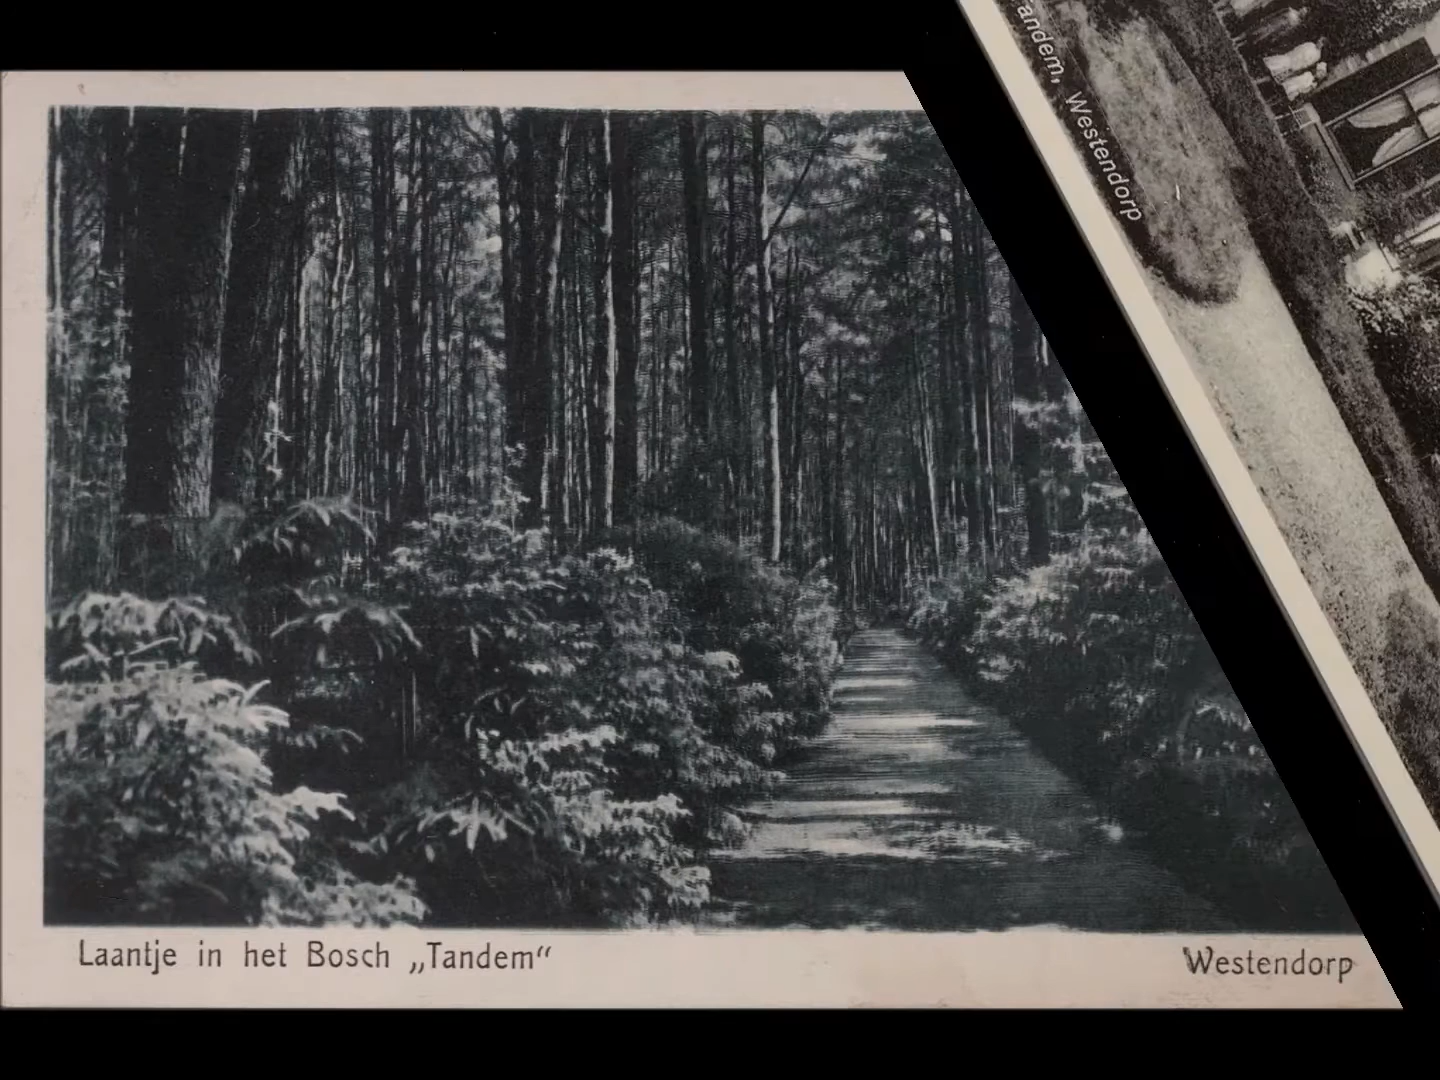 Laantje in het Bosch „Tandem“
Westendorp
andem, Westendorp